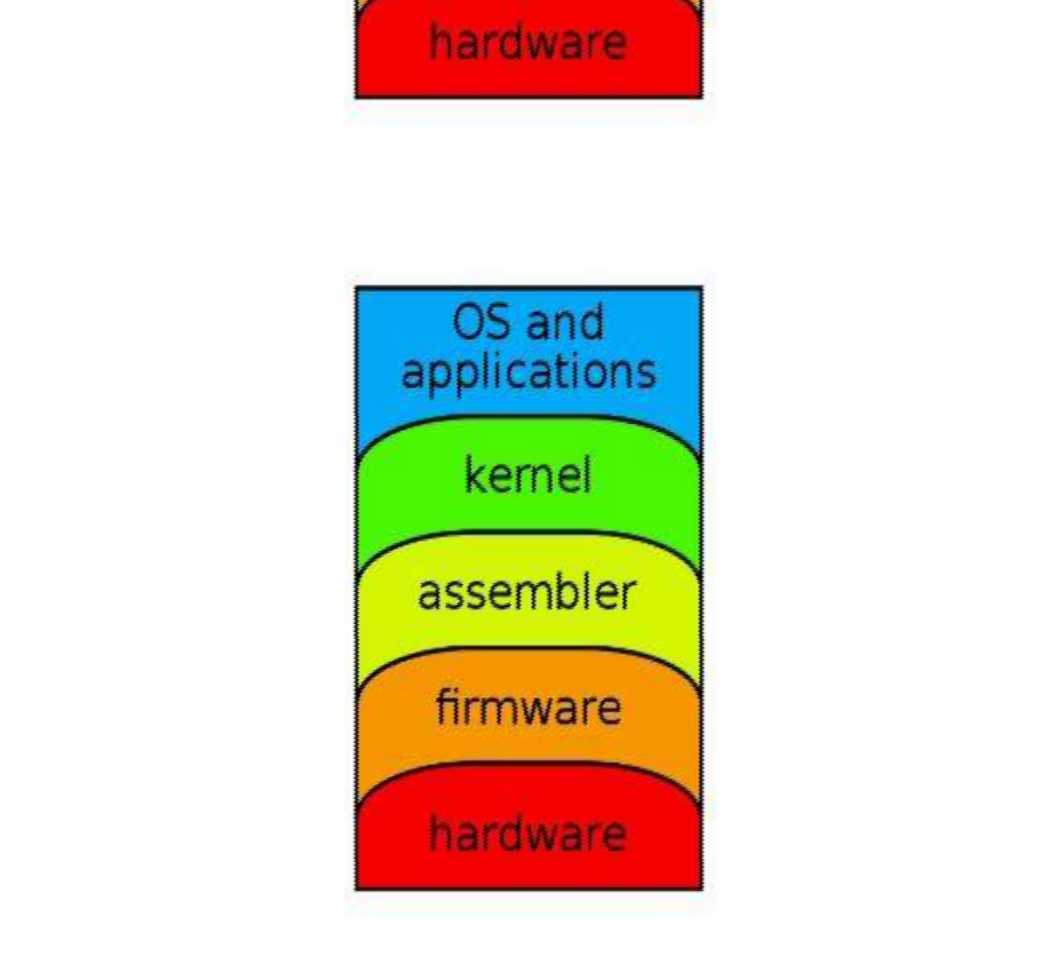 hardware
OS and
applications
kernel
assembler
firmware
hardware